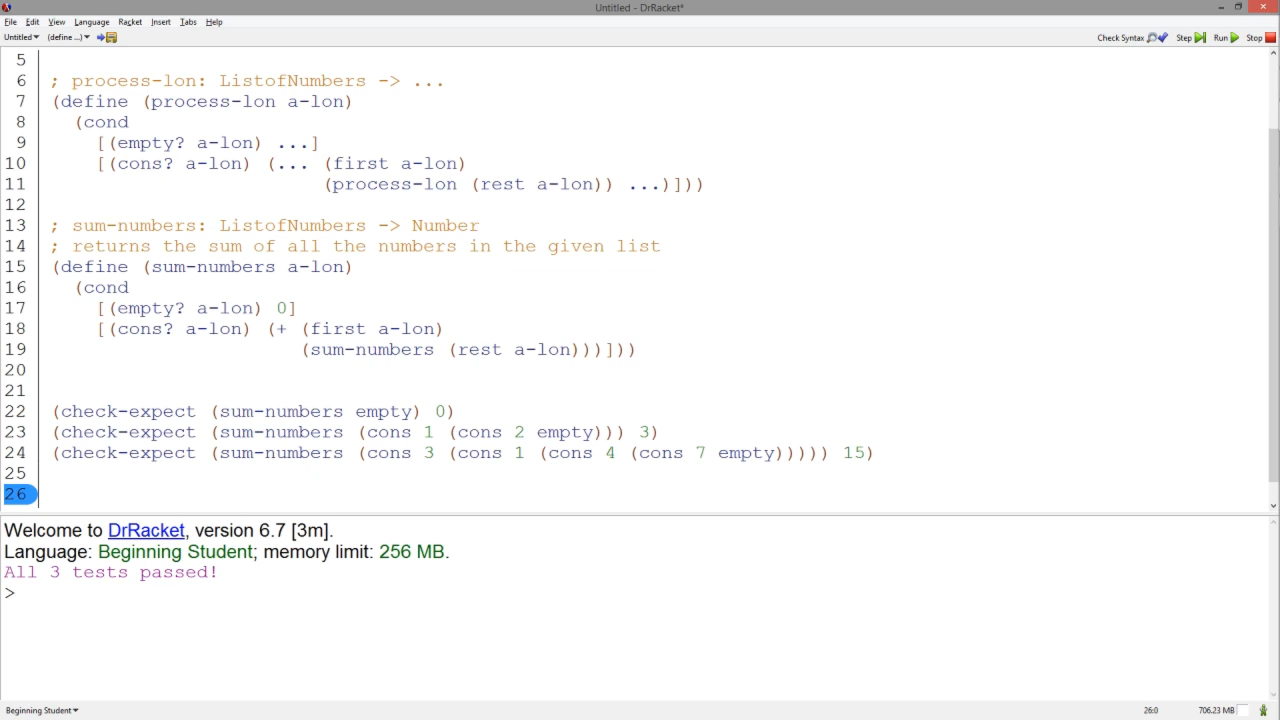 Untitled - DrRacket*
File Edit View Language Racket Insert Tabs Help
Untitled (define ...) Check Syntax Step Run Stop
5
6 ; process-lon: ListofNumbers -> ...
7 (define (process-lon a-lon)
8 (cond
9 [(empty? a-lon) ...]
10 [(cons? a-lon) (... (first a-lon)
11 (process-lon (rest a-lon)) ...)]))
12
13 ; sum-numbers: ListofNumbers -> Number
14 ; returns the sum of all the numbers in the given list
15 (define (sum-numbers a-lon)
16 (cond
17 [(empty? a-lon) 0]
18 [(cons? a-lon) (+ (first a-lon)
19 (sum-numbers (rest a-lon)))]))
20
21
22 (check-expect (sum-numbers empty) 0)
23 (check-expect (sum-numbers (cons 1 (cons 2 empty))) 3)
24 (check-expect (sum-numbers (cons 3 (cons 1 (cons 4 (cons 7 empty))))) 15)
25
26
Welcome to DrRacket, version 6.7 [3m].
Language: Beginning Student; memory limit: 256 MB.
All 3 tests passed!
>
Beginning Student 26:0 706.23 MB